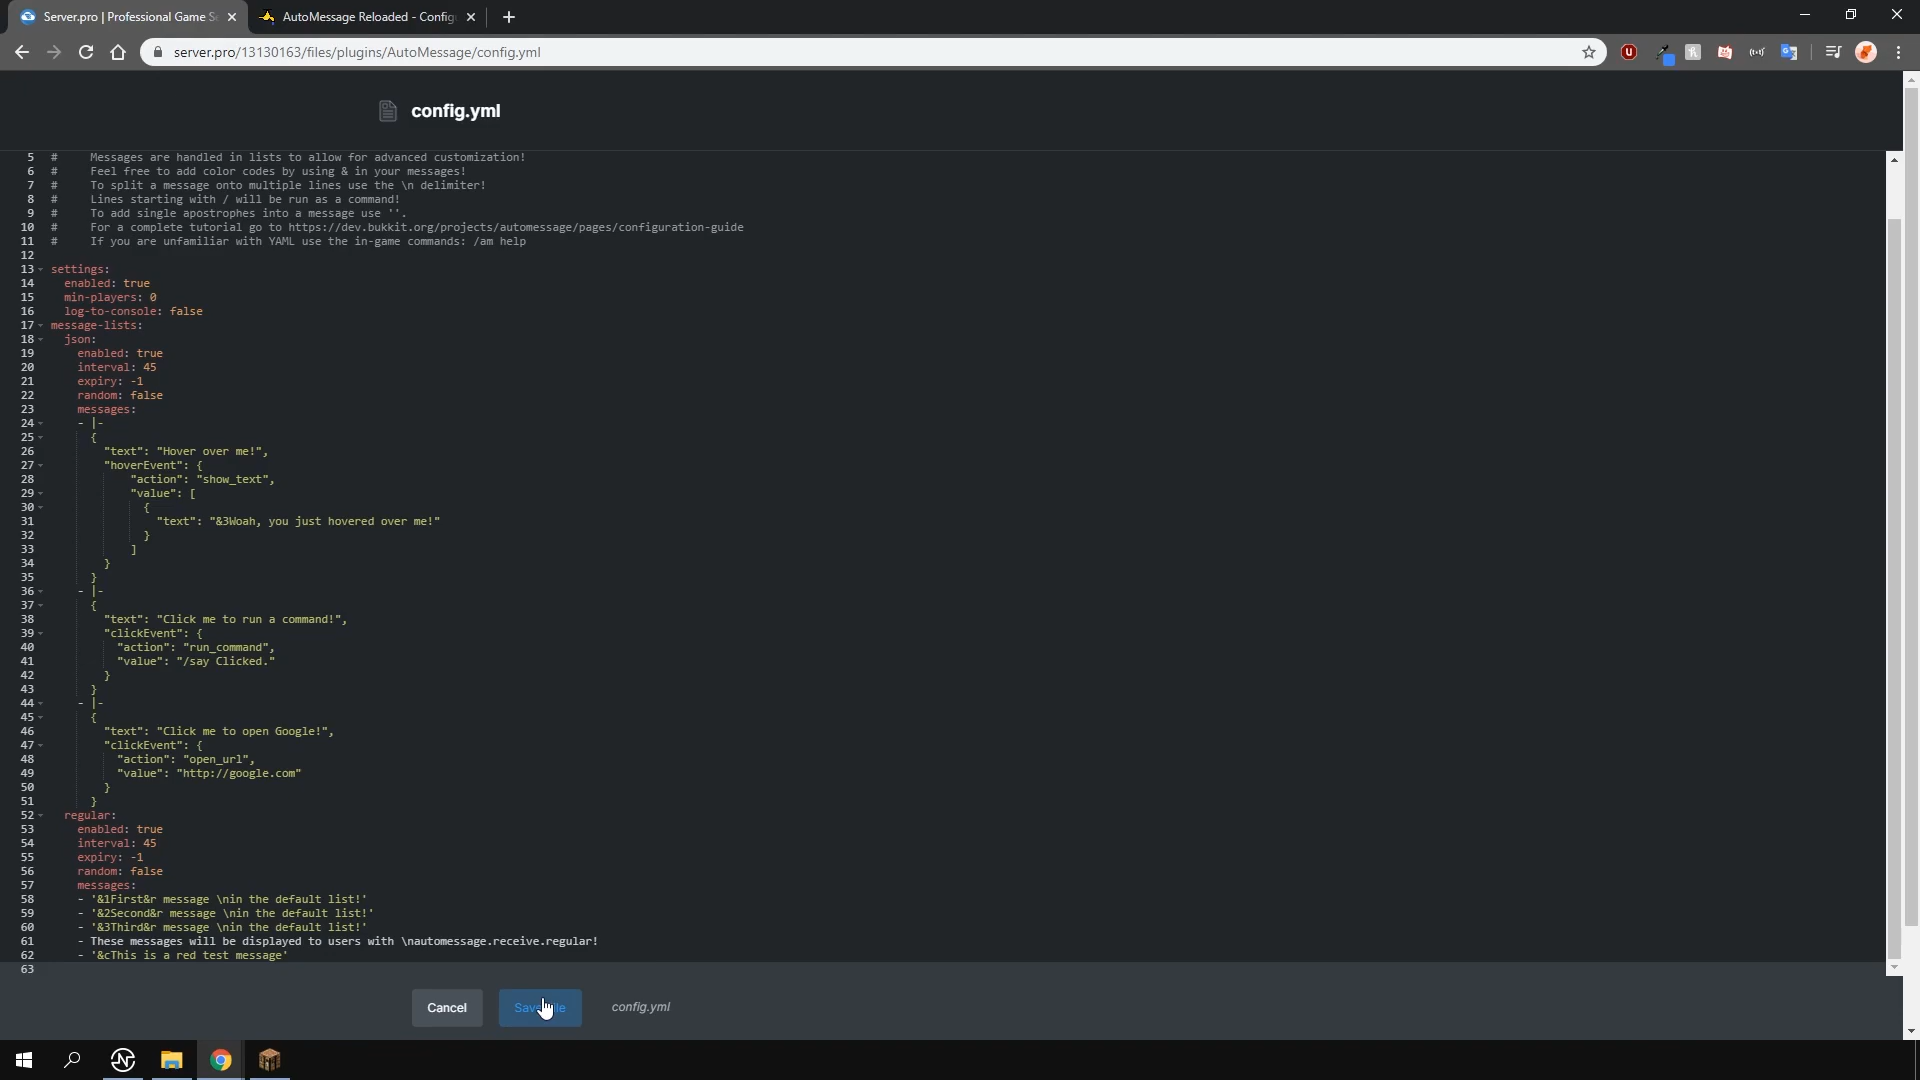 Server.pro | Professional Game S
AutoMessage Reloaded - Config
server.pro/13130163/files/plugins/AutoMessage/config.yml
config.yml
5 # Messages are handled in lists to allow for advanced customization!
6 # Feel free to add color codes by using & in your messages!
7 # To split a message onto multiple lines use the \n delimiter!
8 # Lines starting with / will be run as a command!
9 # To add single apostrophes into a message use ''.
10 # For a complete tutorial go to https://dev.bukkit.org/projects/automessage/pages/configuration-guide
11 # If you are unfamiliar with YAML use the in-game commands: /am help
12
13 settings:
14 enabled: true
15 min-players: 0
16 log-to-console: false
17 message-lists:
18 json:
19 enabled: true
20 interval: 45
21 expiry: -1
22 random: false
23 messages:
24 - |-
25 {
26 "text": "Hover over me!",
27 "hoverEvent": {
28 "action": "show_text",
29 "value": [
30 {
31 "text": "&3Woah, you just hovered over me!"
32 }
33 ]
34 }
35 }
36 - |-
37 {
38 "text": "Click me to run a command!",
39 "clickEvent": {
40 "action": "run_command",
41 "value": "/say Clicked."
42 }
43 }
44 - |-
45 {
46 "text": "Click me to open Google!",
47 "clickEvent": {
48 "action": "open_url",
49 "value": "http://google.com"
50 }
51 }
52 regular:
53 enabled: true
54 interval: 45
55 expiry: -1
56 random: false
57 messages:
58 - '&1First&r message \nin the default list!'
59 - '&2Second&r message \nin the default list!'
60 - '&3Third&r message \nin the default list!'
61 - These messages will be displayed to users with \nautomessage.receive.regular!
62 - '&cThis is a red test message'
63
Cancel
config.yml